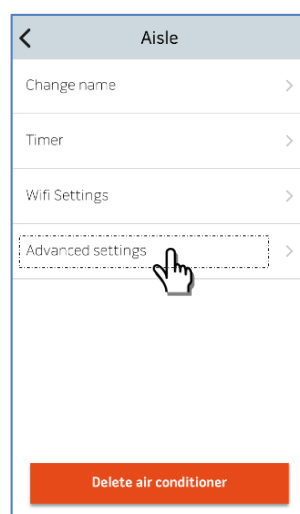 Aisle
Change name
Timer
Wifi Settings
Advanced settings
Delete air conditioner